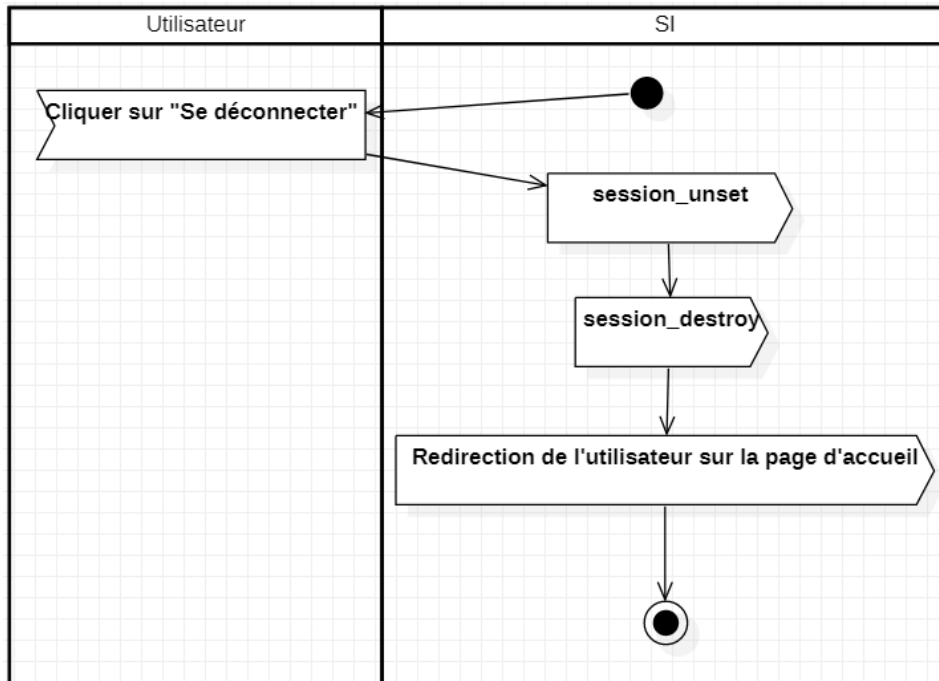 Utilisateur
SI
Cliquer sur "Se déconnecter"
session_unset
session_destroy
Redirection de l'utilisateur sur la page d'accueil